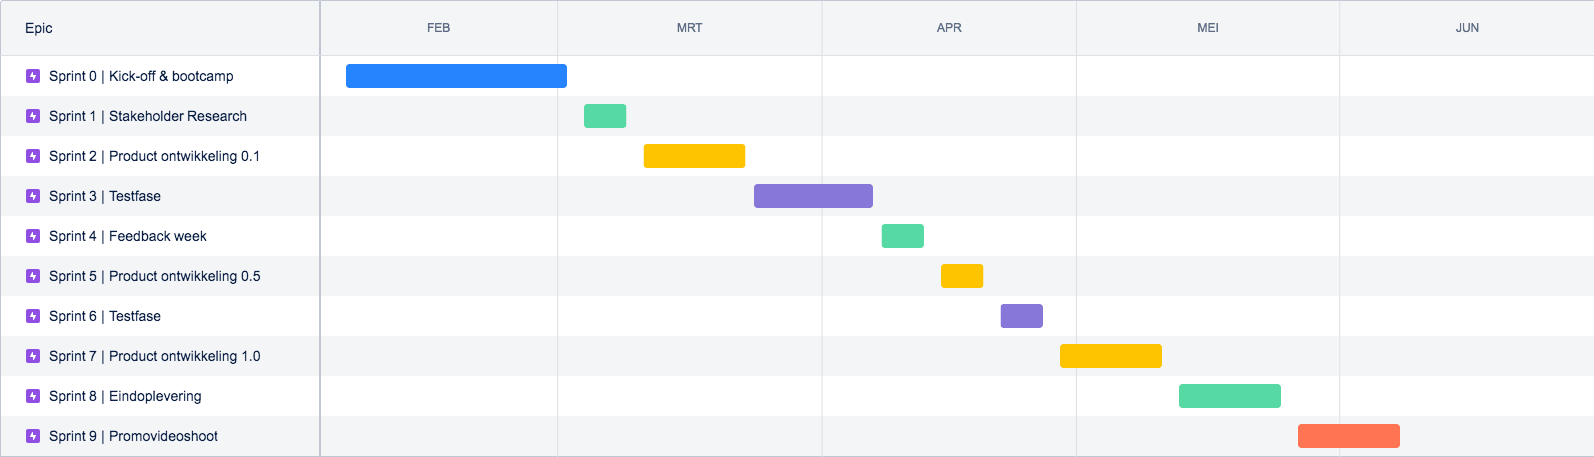 Epic FEB MRT APR MEI JUN
Sprint 0 | Kick-off & bootcamp
Sprint 1 | Stakeholder Research
Sprint 2 | Product ontwikkeling 0.1
Sprint 3 | Testfase
Sprint 4 | Feedback week
Sprint 5 | Product ontwikkeling 0.5
Sprint 6 | Testfase
Sprint 7 | Product ontwikkeling 1.0
Sprint 8 | Eindoplevering
Sprint 9 | Promovideoshoot